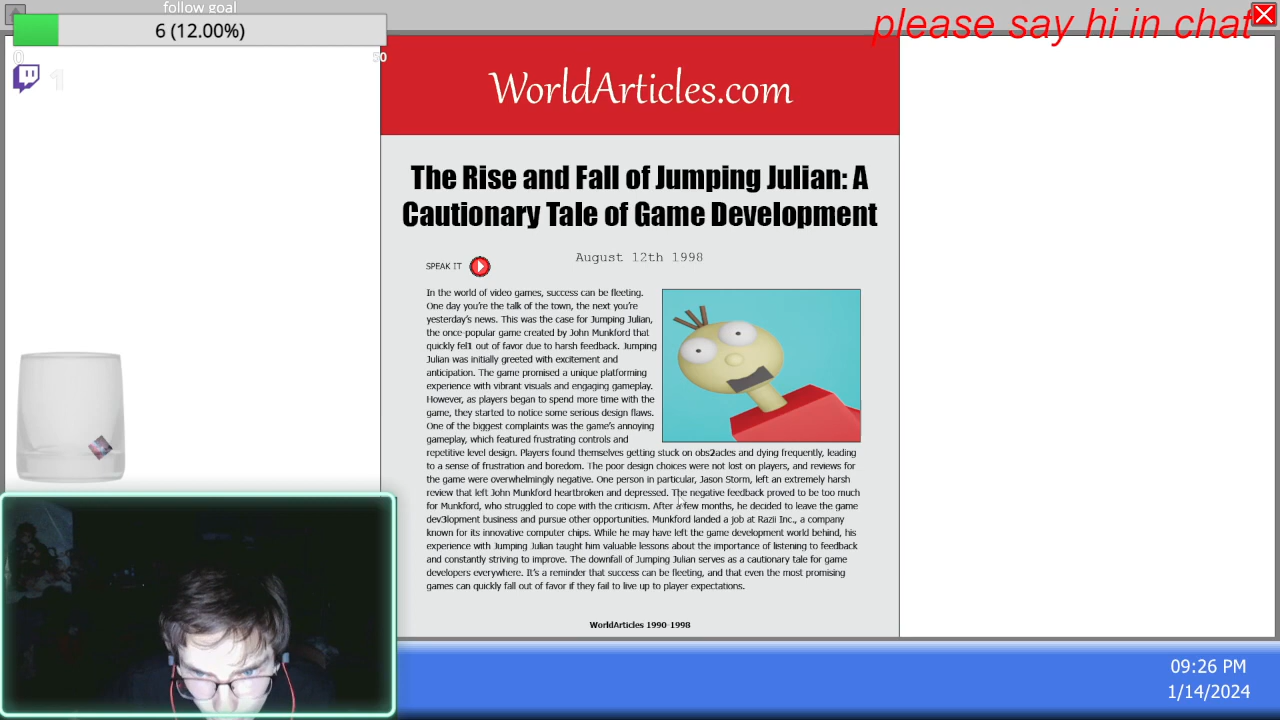 follow goal
6 (12.00%)
0 50
1
please say hi in chat
WorldArticles.com
The Rise and Fall of Jumping Julian: A
Cautionary Tale of Game Development
August 12th 1998
SPEAK IT
In the world of video games, success can be fleeting.
One day you're the talk of the town, the next you're
yesterday's news. This was the case for Jumping Julian,
the once-popular game created by John Munkford that
quickly fel1 out of favor due to harsh feedback. Jumping
Julian was initially greeted with excitement and
anticipation. The game promised a unique platforming
experience with vibrant visuals and engaging gameplay.
However, as players began to spend more time with the
game, they started to notice some serious design flaws.
One of the biggest complaints was the game's annoying
gameplay, which featured frustrating controls and
repetitive level design. Players found themselves getting stuck on obs2acles and dying frequently, leading
to a sense of frustration and boredom. The poor design choices were not lost on players, and reviews for
the game were overwhelmingly negative. One person in particular, Jason Storm, left an extremely harsh
review that left John Munkford heartbroken and depressed. The negative feedback proved to be too much
for Munkford, who struggled to cope with the criticism. After a few months, he decided to leave the game
dev3lopment business and pursue other opportunities. Munkford landed a job at Razii Inc., a company
known for its innovative computer chips. While he may have left the game development world behind, his
experience with Jumping Julian taught him valuable lessons about the importance of listening to feedback
and constantly striving to improve. The downfall of Jumping Julian serves as a cautionary tale for game
developers everywhere. It's a reminder that success can be fleeting, and that even the most promising
games can quickly fall out of favor if they fail to live up to player expectations.
WorldArticles 1990-1998
09:26 PM
1/14/2024